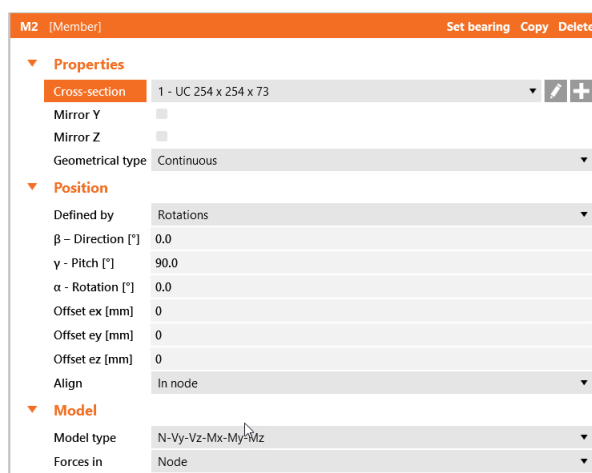 M2 [Member] Set bearing Copy Delete
Properties
Cross-section 1 - UC 254 x 254 x 73
Mirror Y
Mirror Z
Geometrical type Continuous
Position
Defined by Rotations
β – Direction [°] 0.0
γ - Pitch [°] 90.0
α - Rotation [°] 0.0
Offset ex [mm] 0
Offset ey [mm] 0
Offset ez [mm] 0
Align In node
Model
Model type N-Vy-Vz-Mx-My-Mz
Forces in Node